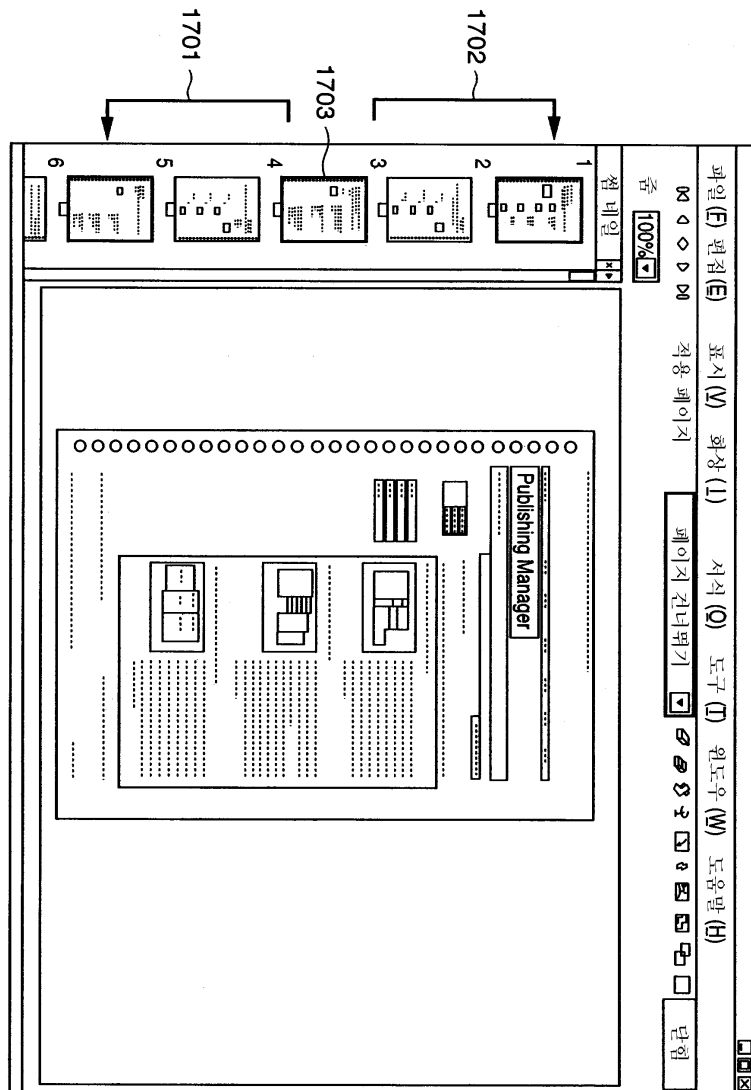 파일 (F) 편집 (E) 표시 (V) 화상 (I) 서식 (O) 도구 (T) 윈도우 (W) 도움말 (H)
적용 페이지 페이지 건너뛰기 닫힘
줌 100%
썸 네일
1
2
3
4
5
6
Publishing Manager
1702
1703
1701